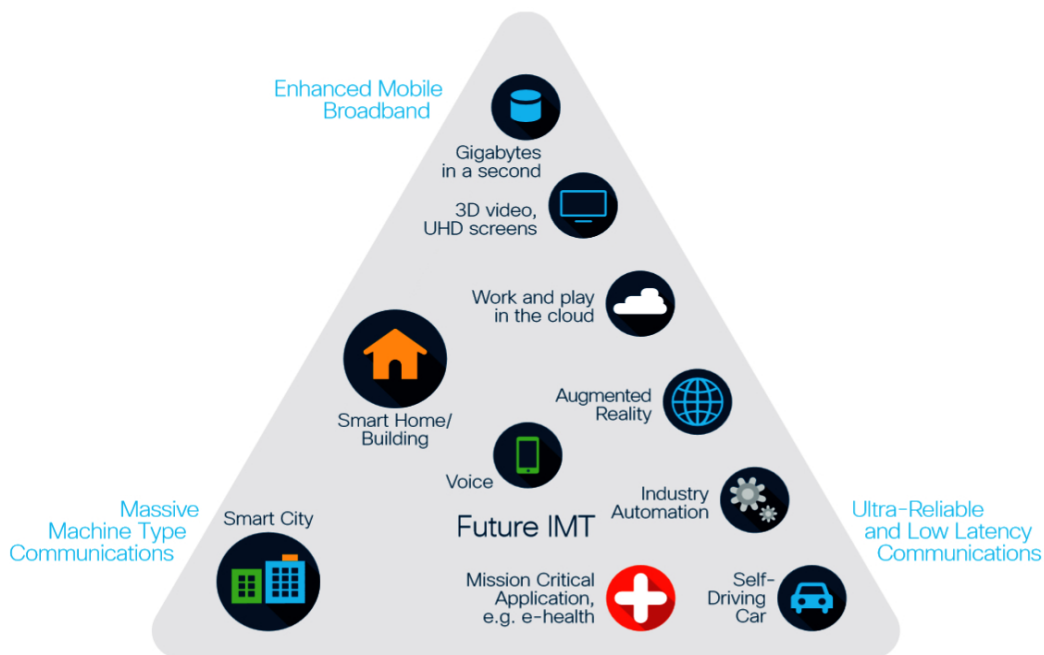 Enhanced Mobile
Broadband
Gigabytes
in a second
3D video,
UHD screens
Work and play
in the cloud
Smart Home/
Building
Augmented
Reality
Voice
Industry
Automation
Massive
Machine Type
Communications
Smart City
Future IMT
Ultra-Reliable
and Low Latency
Communications
Mission Critical
Application,
e.g. e-health
Self-
Driving
Car